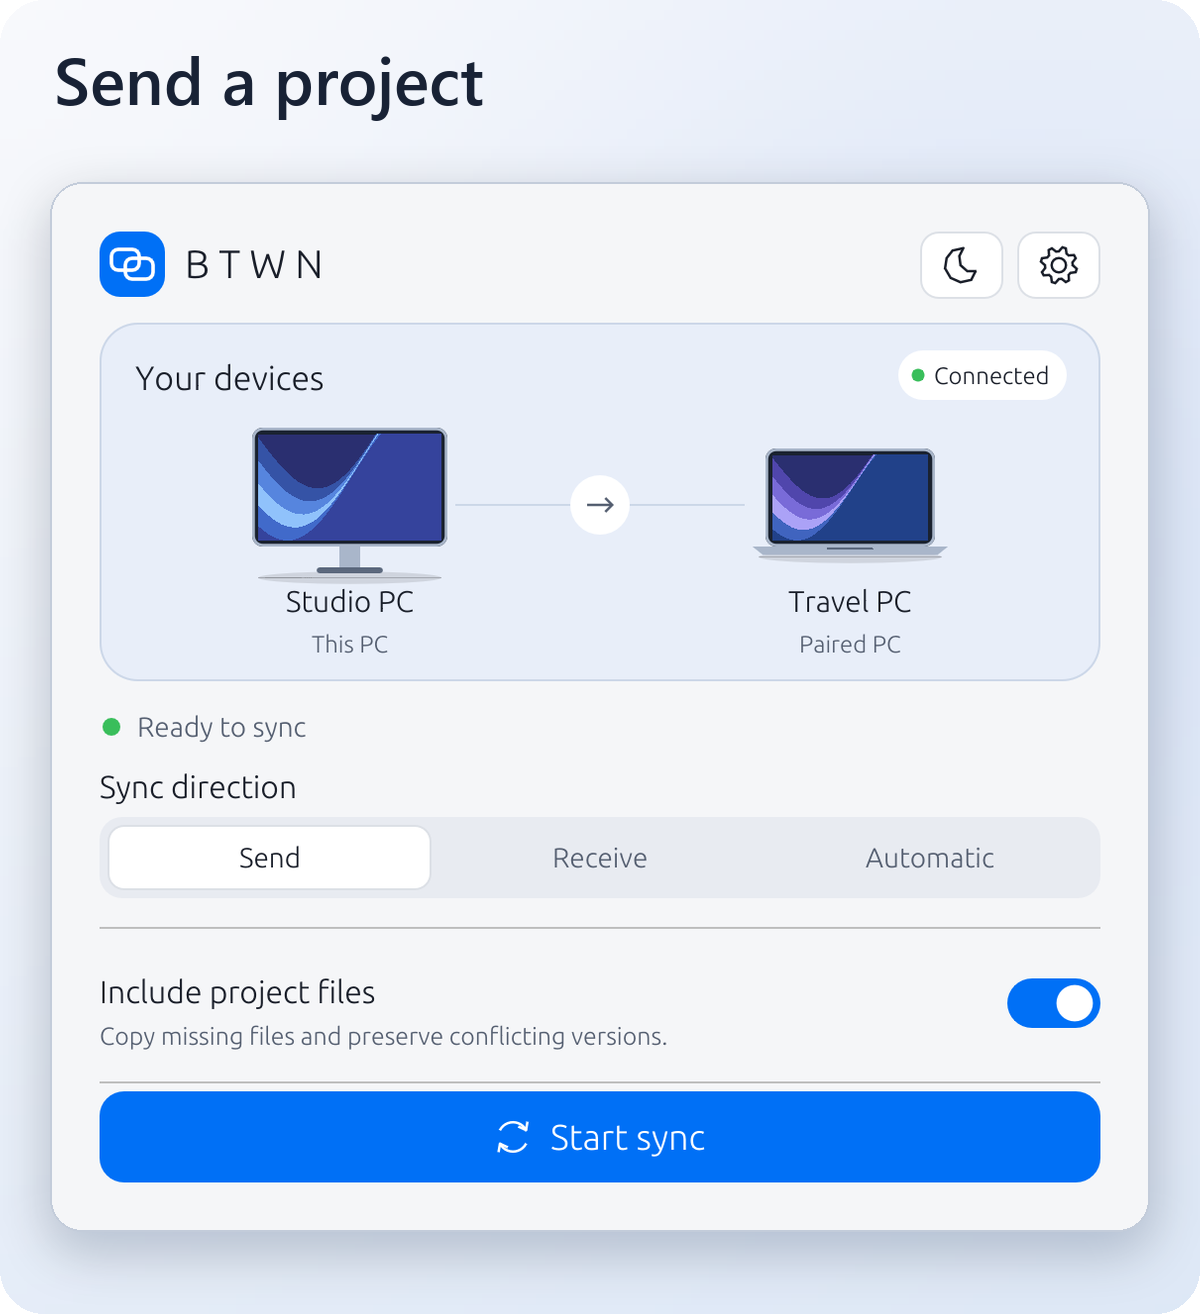 Send a project
BTWN
Your devices
Connected
Studio PC
This PC
Travel PC
Paired PC
Ready to sync
Sync direction
Send
Receive
Automatic
Include project files
Copy missing files and preserve conflicting versions.
Start sync